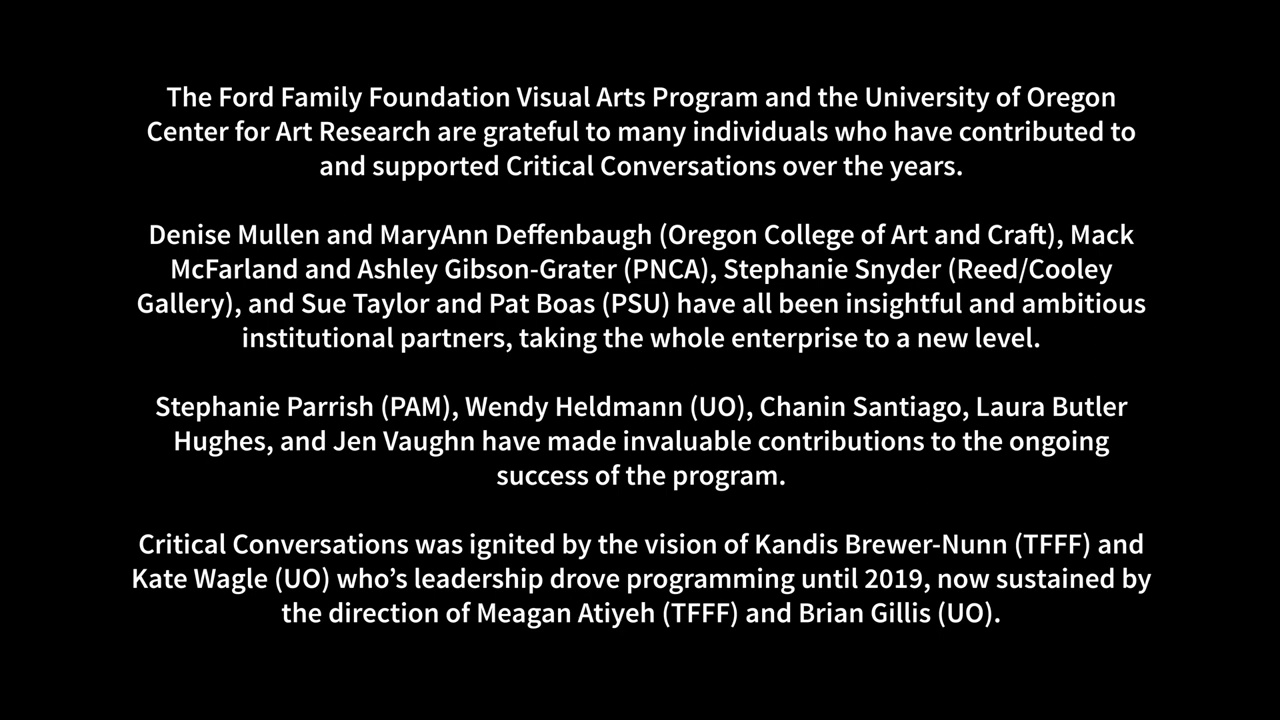 The Ford Family Foundation Visual Arts Program and the University of Oregon
Center for Art Research are grateful to many individuals who have contributed to
and supported Critical Conversations over the years.
Denise Mullen and MaryAnn Deffenbaugh (Oregon College of Art and Craft), Mack
McFarland and Ashley Gibson-Grater (PNCA), Stephanie Snyder (Reed/Cooley
Gallery), and Sue Taylor and Pat Boas (PSU) have all been insightful and ambitious
institutional partners, taking the whole enterprise to a new level.
Stephanie Parrish (PAM), Wendy Heldmann (UO), Chanin Santiago, Laura Butler
Hughes, and Jen Vaughn have made invaluable contributions to the ongoing
success of the program.
Critical Conversations was ignited by the vision of Kandis Brewer-Nunn (TFFF) and
Kate Wagle (UO) who’s leadership drove programming until 2019, now sustained by
the direction of Meagan Atiyeh (TFFF) and Brian Gillis (UO).